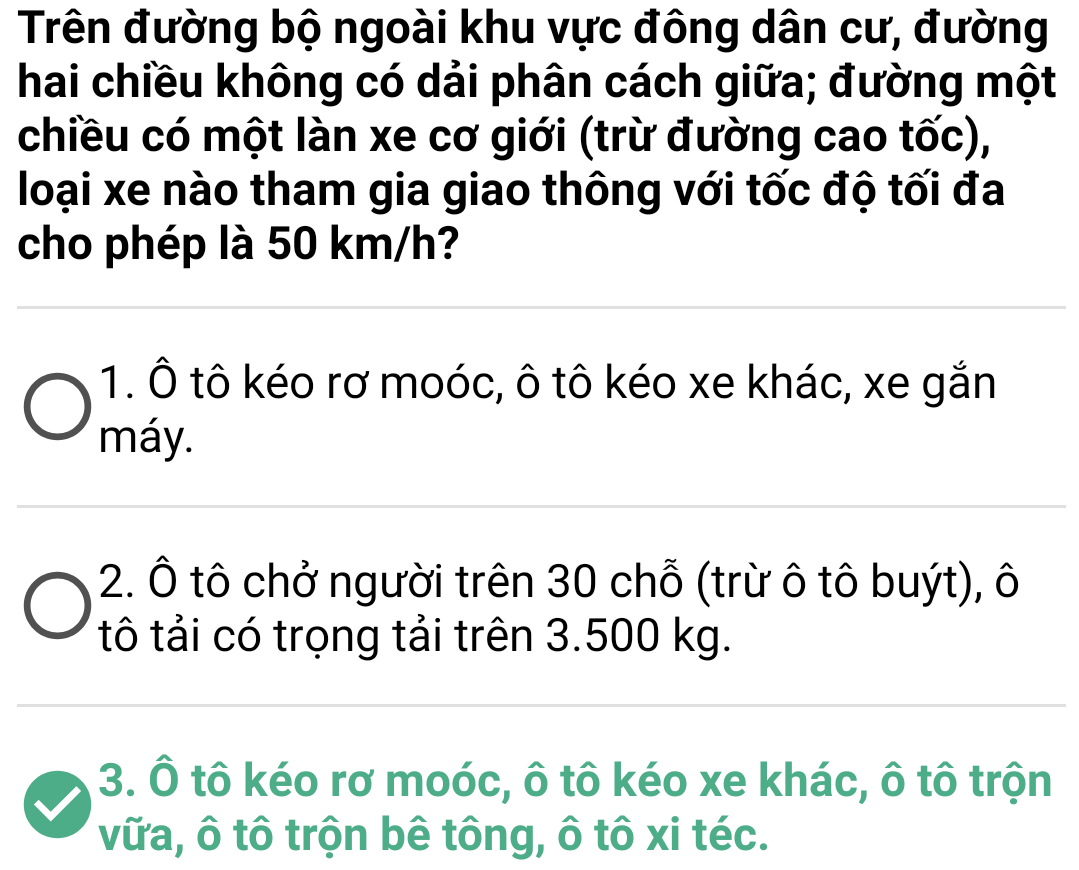 Trên đường bộ ngoài khu vực đông dân cư, đường
hai chiều không có dải phân cách giữa; đường một
chiều có một làn xe cơ giới (trừ đường cao tốc),
loại xe nào tham gia giao thông với tốc độ tối đa
cho phép là 50 km/h?
1. Ô tô kéo rơ moóc, ô tô kéo xe khác, xe gắn
máy.
2. Ô tô chở người trên 30 chỗ (trừ ô tô buýt), ô
tô tải có trọng tải trên 3.500 kg.
3. Ô tô kéo rơ moóc, ô tô kéo xe khác, ô tô trộn
vữa, ô tô trộn bê tông, ô tô xi téc.